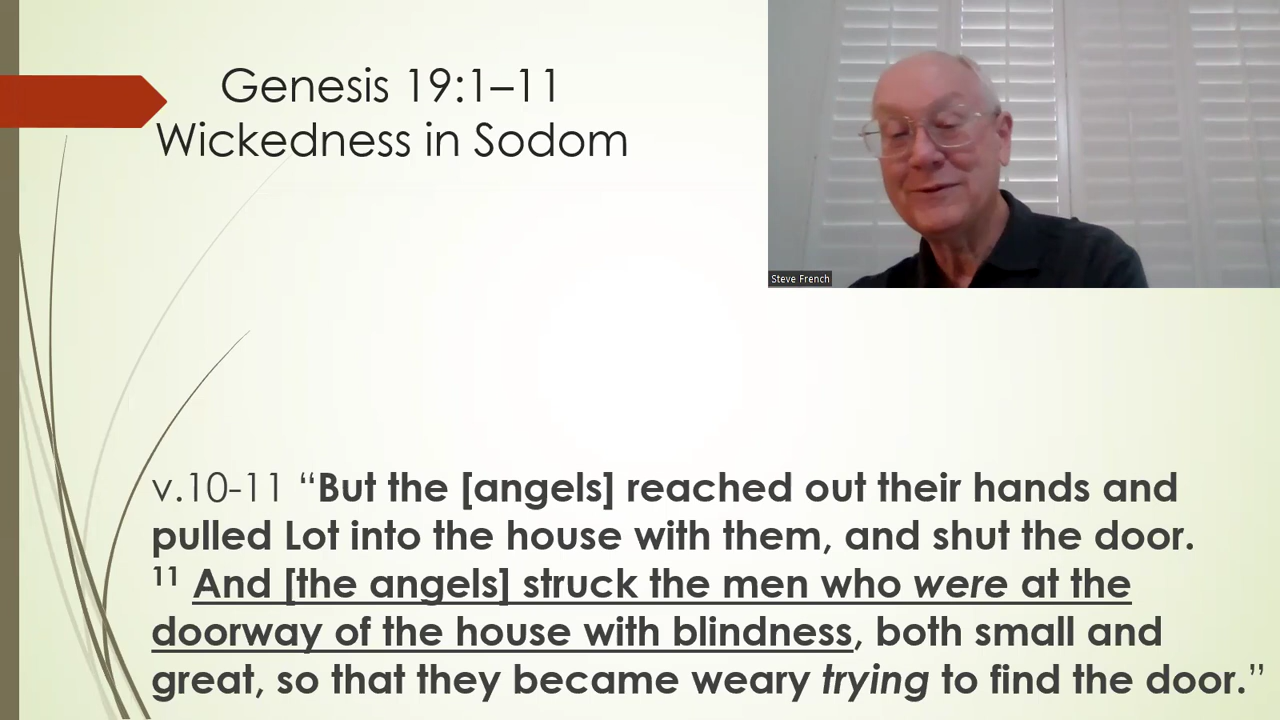 Genesis 19:1–11
Wickedness in Sodom
Steve French
v.10-11 “But the [angels] reached out their hands and
pulled Lot into the house with them, and shut the door.
¹¹ And [the angels] struck the men who were at the
doorway of the house with blindness, both small and
great, so that they became weary trying to find the door.”